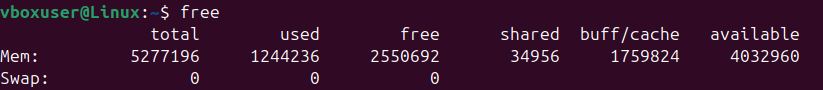 vboxuser@Linux:~$ free
               total        used        free      shared  buff/cache   available
Mem:         5277196     1244236     2550692       34956     1759824     4032960
Swap:              0           0           0